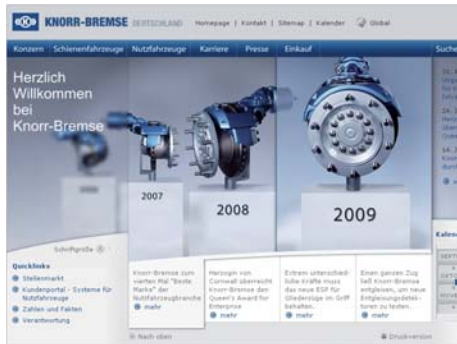 KNORR-BREMSE DEUTSCHLAND
Homepage | Kontakt | Sitemap | Kalender
Global
Konzern Schienenfahrzeuge Nutzfahrzeuge Karriere Presse Einkauf Suche
Herzlich
Willkommen
bei
Knorr-Bremse
2007
2008
2009
Schriftgröße
Quicklinks
Stellenmarkt
Kundenportal - Systeme für
Nutzfahrzeuge
Zahlen und Fakten
Verantwortung
Knorr-Bremse zum
vierten Mal "Beste
Marke" der
Nutzfahrzeugbranche
mehr
Herzogin von
Cornwall überreicht
Knorr-Bremse den
Queen's Award for
Enterprise
mehr
Extrem unterschied-
liche Kräfte muss
das neue ESP für
Gliederzüge im Griff
behalten.
mehr
Einen ganzen Zug
ließ Knorr-Bremse
entgleisen, um neue
Entgleisungsdetek-
toren zu testen.
mehr
Kalen
Nach oben
Druckversion